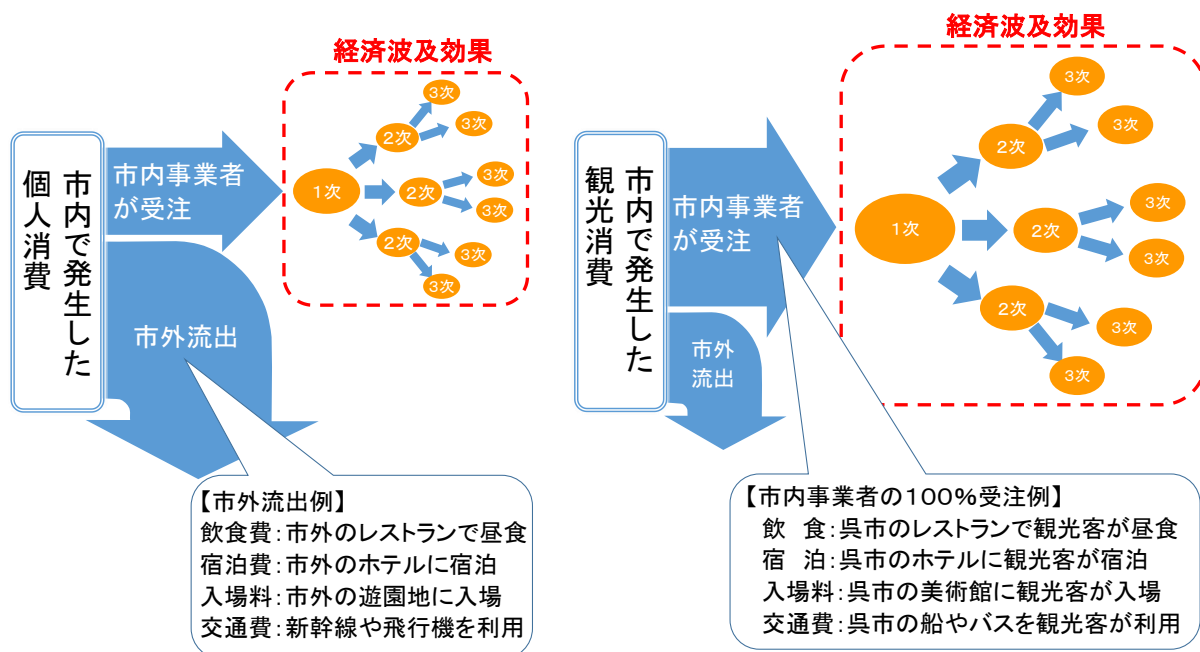 経済波及効果
市内で発生した
個人消費
市内事業者
が受注
市外流出
1次
2次
2次
2次
3次
3次
3次
3次
3次
3次
【市外流出例】
飲食費:市外のレストランで昼食
宿泊費:市外のホテルに宿泊
入場料:市外の遊園地に入場
交通費:新幹線や飛行機を利用
経済波及効果
市内で発生した
観光消費
市内事業者
が受注
市外
流出
1次
2次
2次
2次
3次
3次
3次
3次
3次
3次
【市内事業者の100%受注例】
飲 食:呉市のレストランで観光客が昼食
宿 泊:呉市のホテルに観光客が宿泊
入場料:呉市の美術館に観光客が入場
交通費:呉市の船やバスを観光客が利用